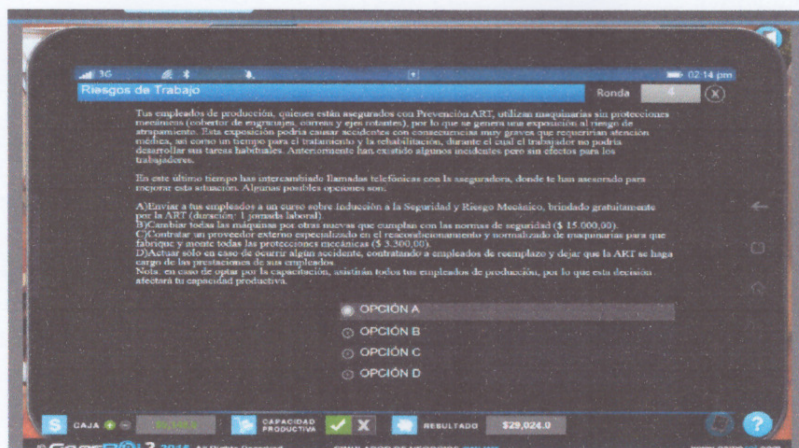 3G
02:14 pm
Riesgos de Trabajo
Ronda 4
Tus empleados de producción, quienes están asegurados con Prevención ART, utilizan maquinarias sin protecciones
mecánicas (cobertor de engranajes, correas y ejes rotantes), por lo que se genera una exposición al riesgo de
atrapamiento. Esta exposición podría causar accidentes con consecuencias muy graves que requerirían atención
médica, así como un tiempo para el tratamiento y la rehabilitación, durante el cual el trabajador no podría
desarrollar sus tareas habituales. Anteriormente han existido algunos incidentes pero sin efectos para los
trabajadores.
En este último tiempo has intercambiado llamadas telefónicas con la aseguradora, donde te han asesorado para
mejorar esta situación. Algunas posibles opciones son:
A)Enviar a tus empleados a un curso sobre Inducción a la Seguridad y Riesgo Mecánico, brindado gratuitamente
por la ART (duración: 1 jornada laboral).
B)Cambiar todas las máquinas por otras nuevas que cumplan con las normas de seguridad ($ 15.000,00).
C)Contratar un proveedor externo especializado en el reacondicionamiento y normalizado de maquinarias para que
fabrique y monte todas las protecciones mecánicas ($ 3.300,00).
D)Actuar sólo en caso de ocurrir algún accidente, contratando a empleados de reemplazo y dejar que la ART se haga
cargo de las prestaciones de sus empleados.
Nota: en caso de optar por la capacitación, asistirán todos tus empleados de producción, por lo que esta decisión
afectará tu capacidad productiva.
OPCIÓN A
OPCIÓN B
OPCIÓN C
OPCIÓN D
S CAJA
CAPACIDAD
PRODUCTIVA
RESULTADO $29,024.0
?